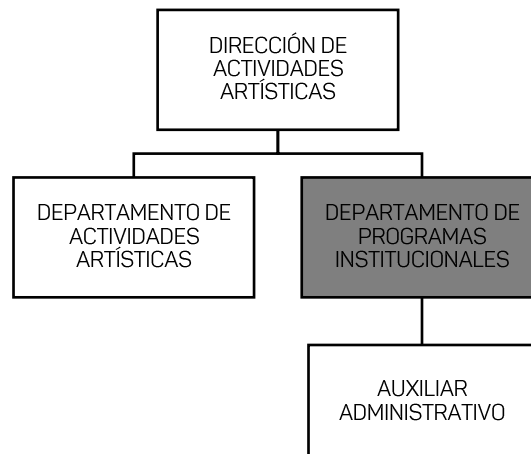 DIRECCIÓN DE
ACTIVIDADES
ARTÍSTICAS
DEPARTAMENTO DE
ACTIVIDADES
ARTÍSTICAS
DEPARTAMENTO DE
PROGRAMAS
INSTITUCIONALES
AUXILIAR
ADMINISTRATIVO